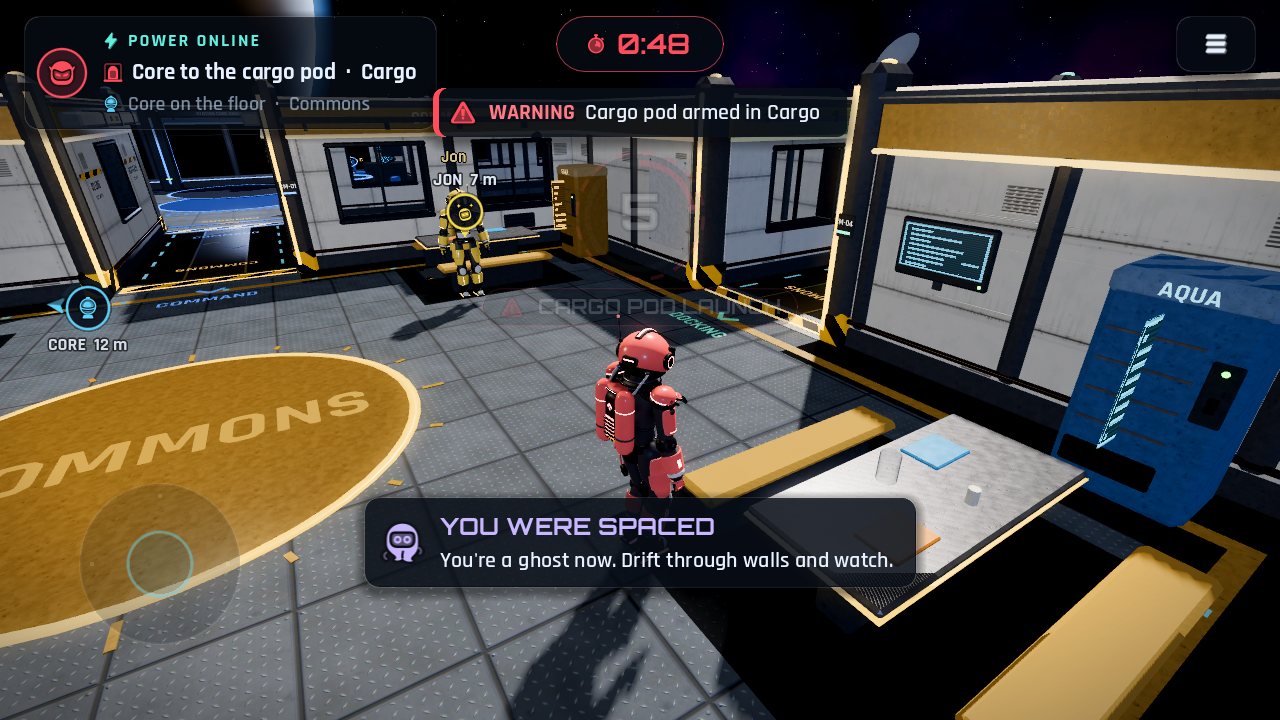 POWER ONLINE
Core to the cargo pod · Cargo
Core on the floor · Commons
0:48
WARNING Cargo pod armed in Cargo
Jon
JON 7 m
5
CARGO POD LAUNCH
CORE 12 m
COMMAND
COMMONS
DOCKING
AQUA
COMMONS
YOU WERE SPACED
You're a ghost now. Drift through walls and watch.